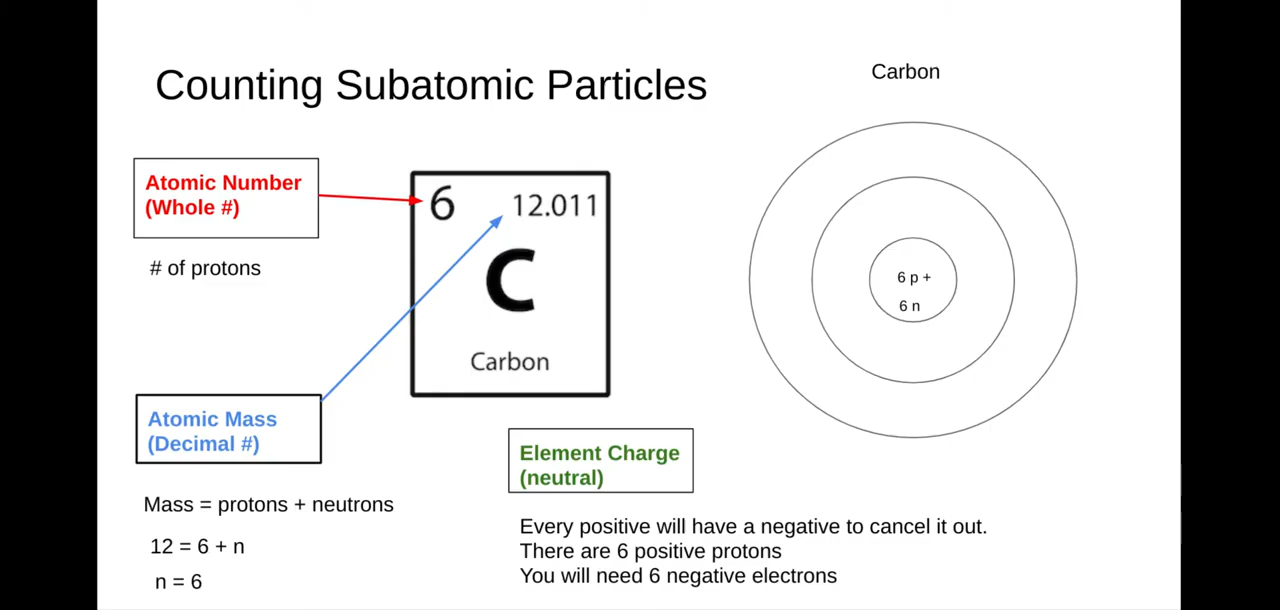 Counting Subatomic Particles
Atomic Number
(Whole #)
# of protons
6
12.011
C
Carbon
Atomic Mass
(Decimal #)
Mass = protons + neutrons
12 = 6 + n
n = 6
Element Charge
(neutral)
Every positive will have a negative to cancel it out.
There are 6 positive protons
You will need 6 negative electrons
Carbon
6 p +
6 n